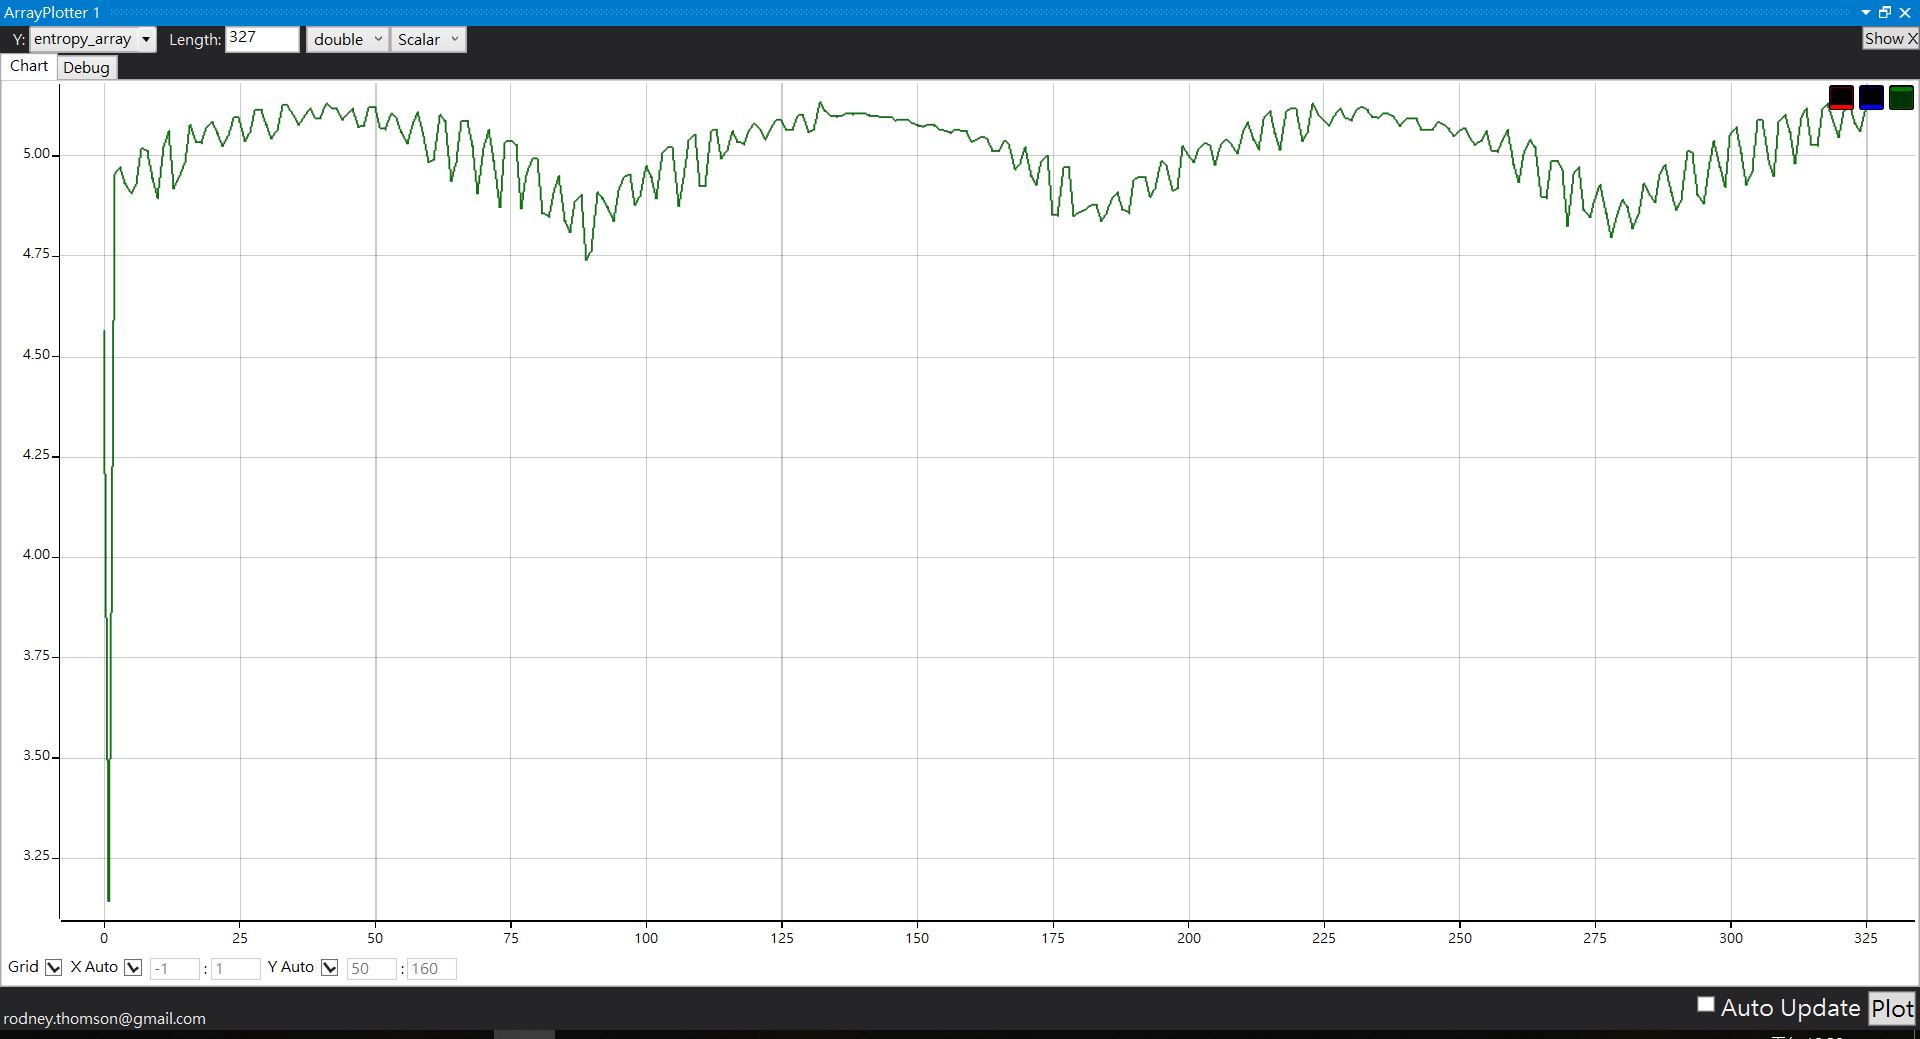 ArrayPlotter 1
Y: entropy_array Length: 327 double Scalar Show X
Chart Debug
5.00
4.75
4.50
4.25
4.00
3.75
3.50
3.25
0 25 50 75 100 125 150 175 200 225 250 275 300 325
Grid X Auto -1 : 1 Y Auto 50 : 160
Auto Update Plot
rodney.thomson@gmail.com